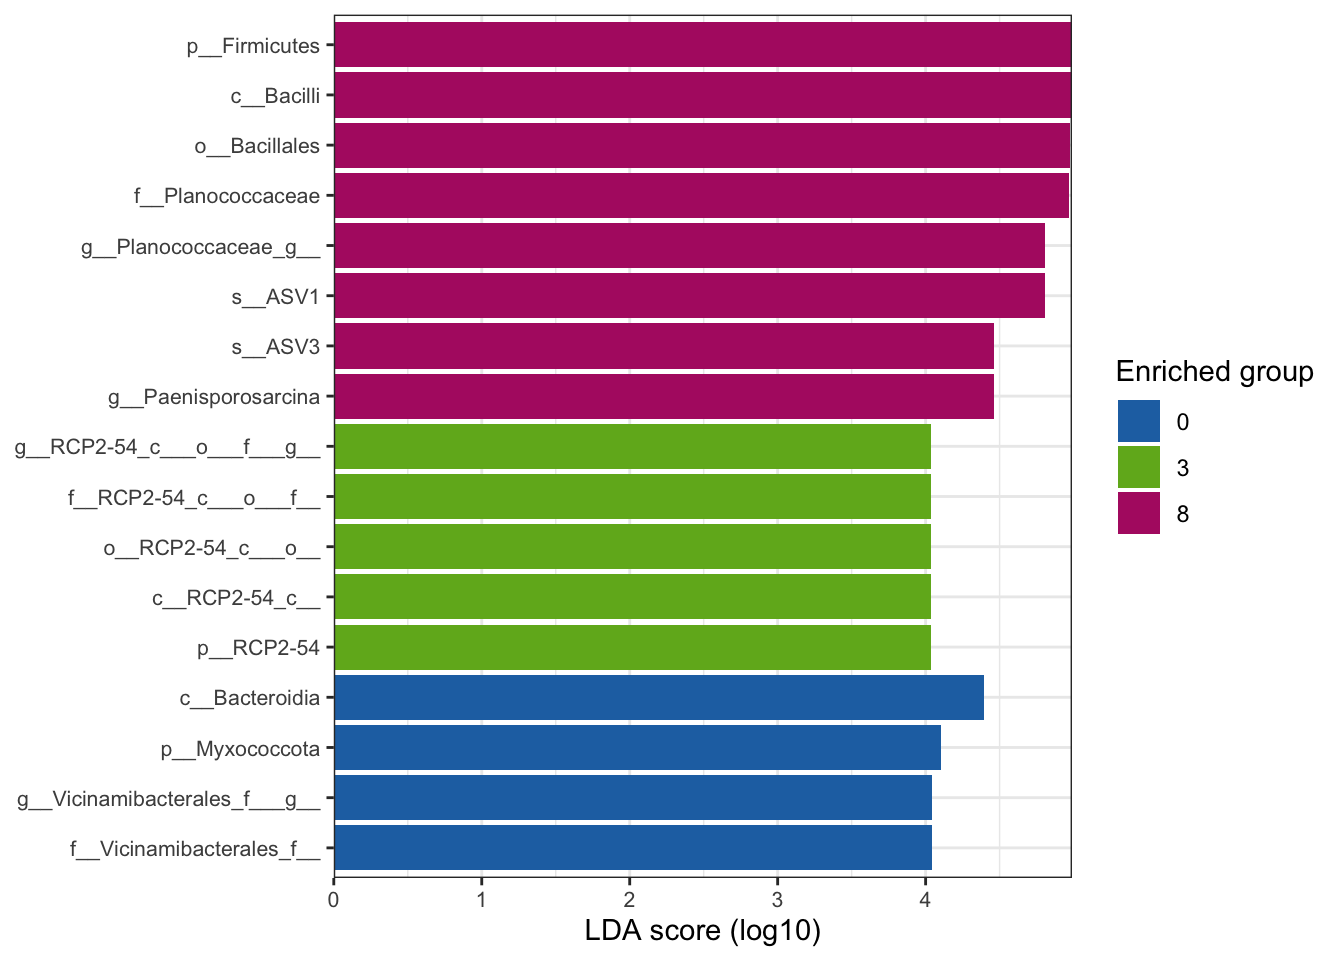 p__Firmicutes
c__Bacilli
o__Bacillales
f__Planococcaceae
g__Planococcaceae_g__
s__ASV1
s__ASV3
g__Paenisporosarcina
g__RCP2-54_c___o___f___g__
f__RCP2-54_c___o___f__
o__RCP2-54_c___o__
c__RCP2-54_c__
p__RCP2-54
c__Bacteroidia
p__Myxococcota
g__Vicinamibacterales_f___g__
f__Vicinamibacterales_f__
0 1 2 3 4
LDA score (log10)
Enriched group
0
3
8